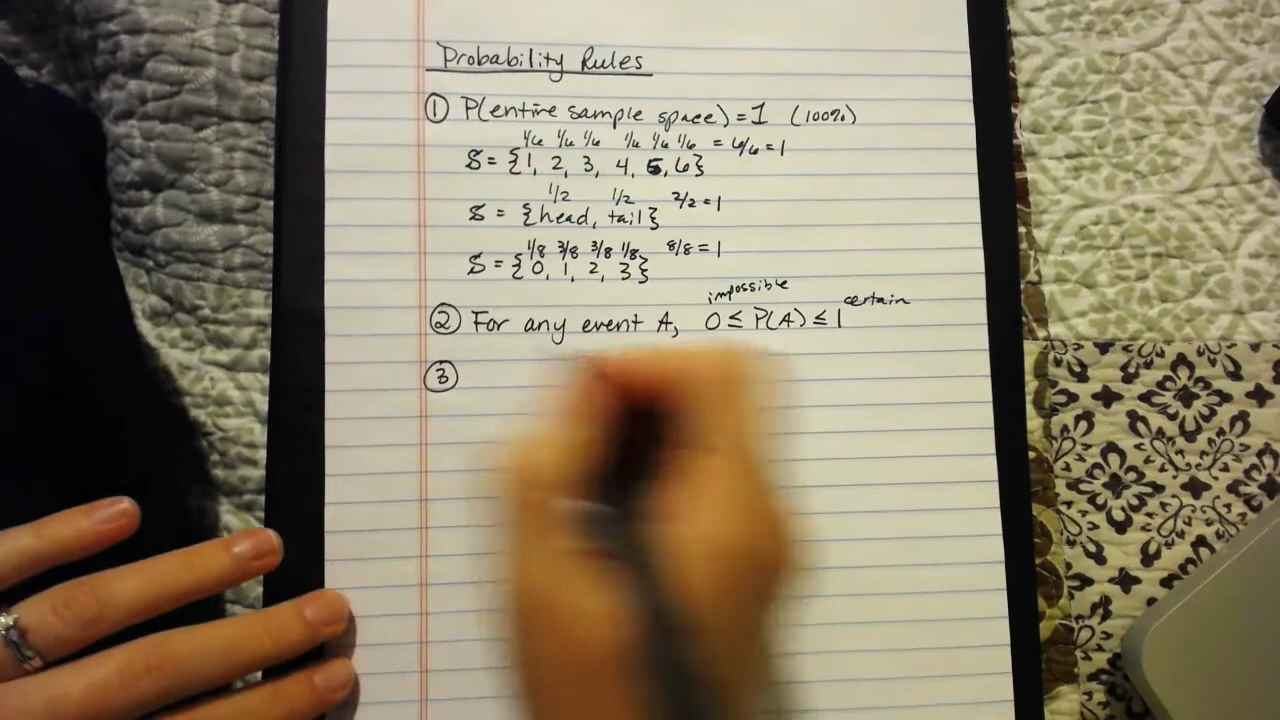 Probability Rules
① P(entire sample space) = 1 (100%)
1/6 1/6 1/6 1/6 1/6 1/6 = 6/6 = 1
S = {1, 2, 3, 4, 5, 6}
1/2 1/2 2/2 = 1
S = {head, tail}
1/8 3/8 3/8 1/8 8/8 = 1
S = {0, 1, 2, 3}
impossible certain
② For any event A, 0 ≤ P(A) ≤ 1
③